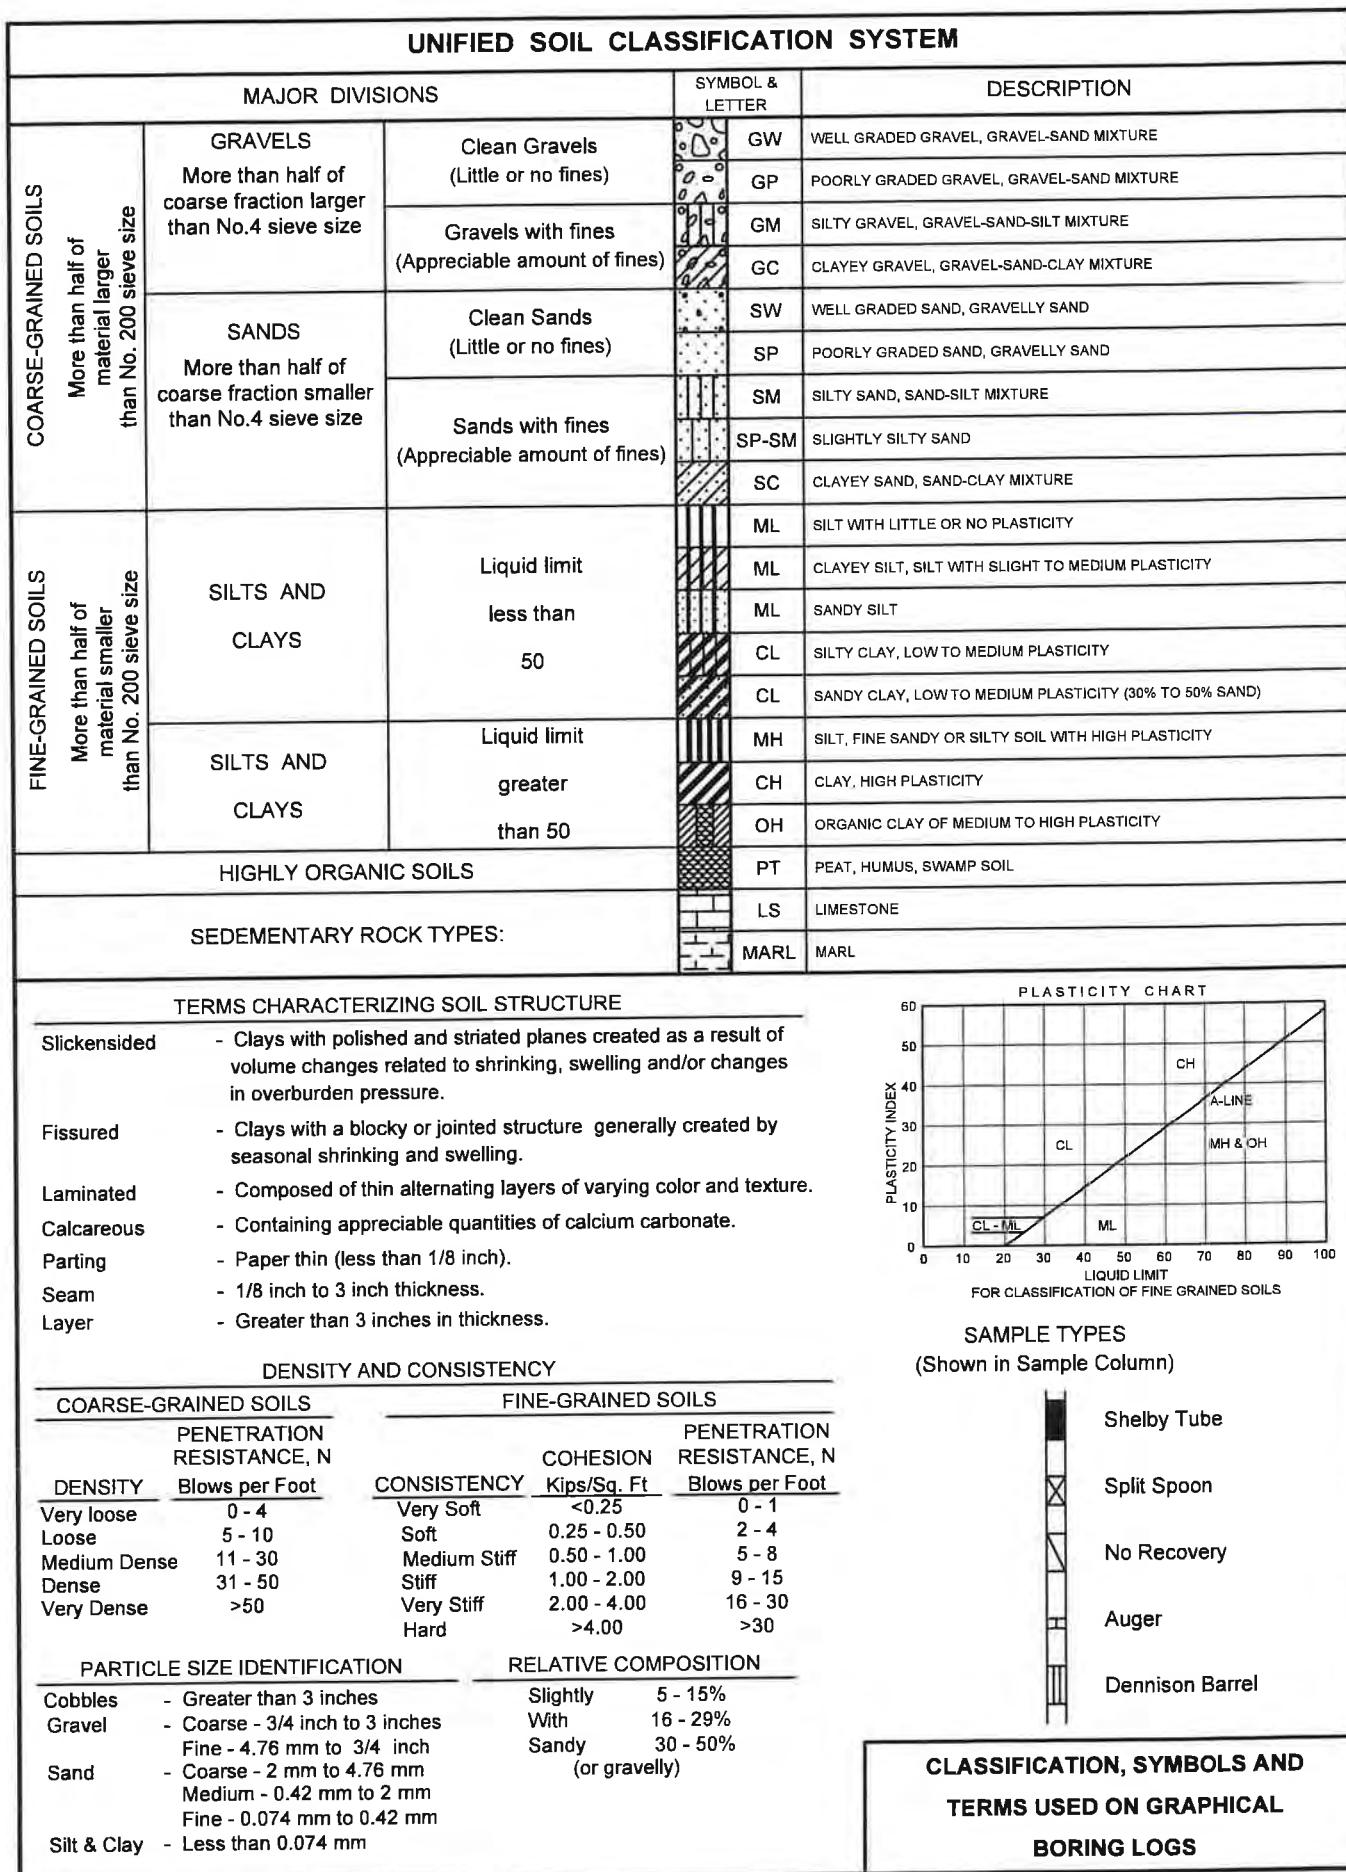 UNIFIED SOIL CLASSIFICATION SYSTEM
MAJOR DIVISIONS
SYMBOL &
LETTER
DESCRIPTION
COARSE-GRAINED SOILS
More than half of
material larger
than No. 200 sieve size
GRAVELS
More than half of
coarse fraction larger
than No.4 sieve size
Clean Gravels
(Little or no fines)
GW WELL GRADED GRAVEL, GRAVEL-SAND MIXTURE
GP POORLY GRADED GRAVEL, GRAVEL-SAND MIXTURE
Gravels with fines
(Appreciable amount of fines)
GM SILTY GRAVEL, GRAVEL-SAND-SILT MIXTURE
GC CLAYEY GRAVEL, GRAVEL-SAND-CLAY MIXTURE
SANDS
More than half of
coarse fraction smaller
than No.4 sieve size
Clean Sands
(Little or no fines)
SW WELL GRADED SAND, GRAVELLY SAND
SP POORLY GRADED SAND, GRAVELLY SAND
Sands with fines
(Appreciable amount of fines)
SM SILTY SAND, SAND-SILT MIXTURE
SP-SM SLIGHTLY SILTY SAND
SC CLAYEY SAND, SAND-CLAY MIXTURE
FINE-GRAINED SOILS
More than half of
material smaller
than No. 200 sieve size
SILTS AND
CLAYS
Liquid limit
less than
50
ML SILT WITH LITTLE OR NO PLASTICITY
ML CLAYEY SILT, SILT WITH SLIGHT TO MEDIUM PLASTICITY
ML SANDY SILT
CL SILTY CLAY, LOW TO MEDIUM PLASTICITY
CL SANDY CLAY, LOW TO MEDIUM PLASTICITY (30% TO 50% SAND)
SILTS AND
CLAYS
Liquid limit
greater
than 50
MH SILT, FINE SANDY OR SILTY SOIL WITH HIGH PLASTICITY
CH CLAY, HIGH PLASTICITY
OH ORGANIC CLAY OF MEDIUM TO HIGH PLASTICITY
HIGHLY ORGANIC SOILS
PT PEAT, HUMUS, SWAMP SOIL
SEDEMENTARY ROCK TYPES:
LS LIMESTONE
MARL MARL
TERMS CHARACTERIZING SOIL STRUCTURE
Slickensided - Clays with polished and striated planes created as a result of
volume changes related to shrinking, swelling and/or changes
in overburden pressure.
Fissured - Clays with a blocky or jointed structure generally created by
seasonal shrinking and swelling.
Laminated - Composed of thin alternating layers of varying color and texture.
Calcareous - Containing appreciable quantities of calcium carbonate.
Parting - Paper thin (less than 1/8 inch).
Seam - 1/8 inch to 3 inch thickness.
Layer - Greater than 3 inches in thickness.
PLASTICITY CHART
PLASTICITY INDEX
60
50
40
30
20
10
0
CH
A-LINE
CL
MH & OH
CL - ML
ML
0 10 20 30 40 50 60 70 80 90 100
LIQUID LIMIT
FOR CLASSIFICATION OF FINE GRAINED SOILS
DENSITY AND CONSISTENCY
COARSE-GRAINED SOILS
PENETRATION
RESISTANCE, N
DENSITY Blows per Foot
Very loose 0 - 4
Loose 5 - 10
Medium Dense 11 - 30
Dense 31 - 50
Very Dense >50
FINE-GRAINED SOILS
PENETRATION
COHESION RESISTANCE, N
CONSISTENCY Kips/Sq. Ft Blows per Foot
Very Soft <0.25 0 - 1
Soft 0.25 - 0.50 2 - 4
Medium Stiff 0.50 - 1.00 5 - 8
Stiff 1.00 - 2.00 9 - 15
Very Stiff 2.00 - 4.00 16 - 30
Hard >4.00 >30
SAMPLE TYPES
(Shown in Sample Column)
Shelby Tube
Split Spoon
No Recovery
Auger
Dennison Barrel
PARTICLE SIZE IDENTIFICATION
Cobbles - Greater than 3 inches
Gravel - Coarse - 3/4 inch to 3 inches
Fine - 4.76 mm to 3/4 inch
Sand - Coarse - 2 mm to 4.76 mm
Medium - 0.42 mm to 2 mm
Fine - 0.074 mm to 0.42 mm
Silt & Clay - Less than 0.074 mm
RELATIVE COMPOSITION
Slightly 5 - 15%
With 16 - 29%
Sandy 30 - 50%
(or gravelly)
CLASSIFICATION, SYMBOLS AND
TERMS USED ON GRAPHICAL
BORING LOGS